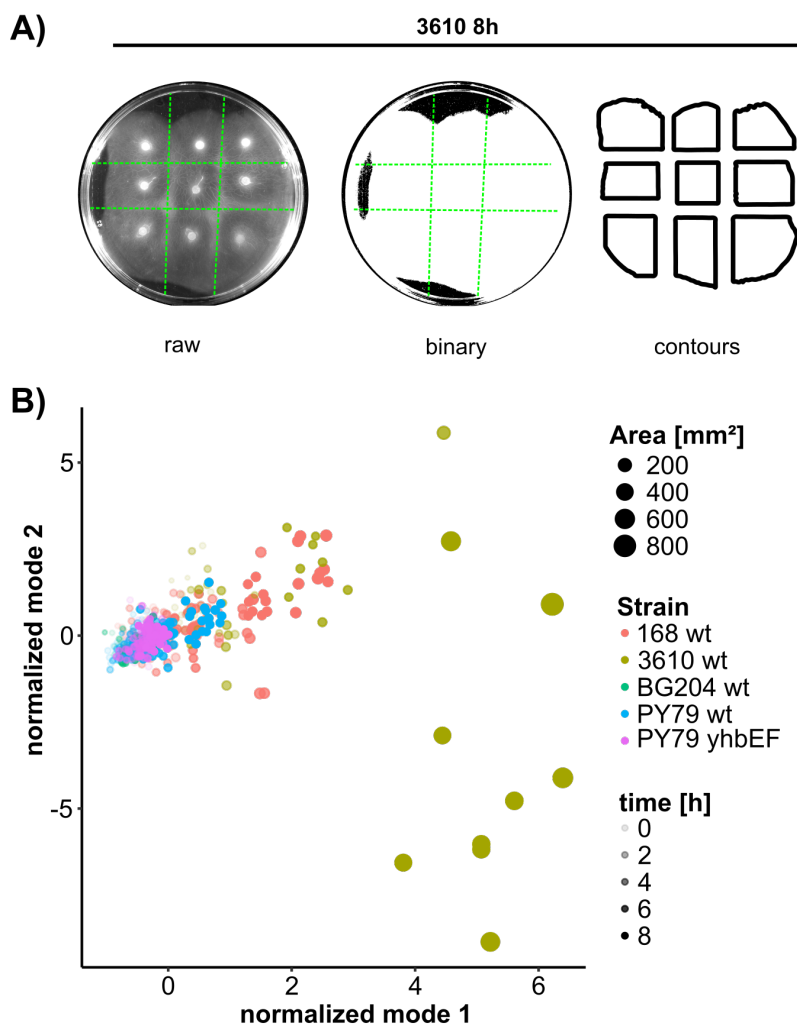 A)
3610 8h
raw
binary
contours
B)
normalized mode 2
5
0
-5
0
2
4
6
normalized mode 1
Area [mm²]
200
400
600
800
Strain
168 wt
3610 wt
BG204 wt
PY79 wt
PY79 yhbEF
time [h]
0
2
4
6
8